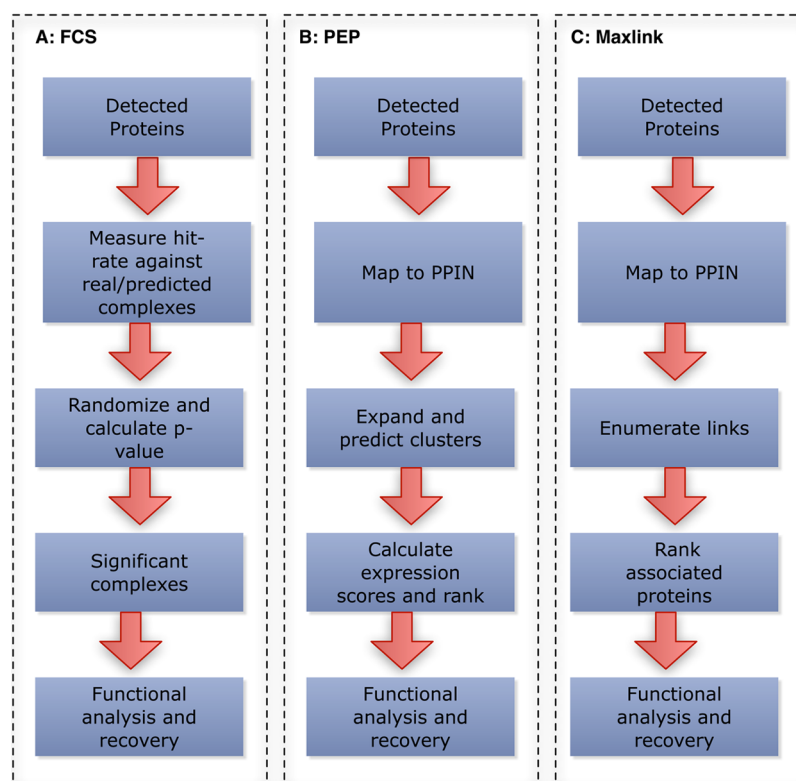 A: FCS
Detected
Proteins
Measure hit-
rate against
real/predicted
complexes
Randomize and
calculate p-
value
Significant
complexes
Functional
analysis and
recovery
B: PEP
Detected
Proteins
Map to PPIN
Expand and
predict clusters
Calculate
expression
scores and rank
Functional
analysis and
recovery
C: Maxlink
Detected
Proteins
Map to PPIN
Enumerate links
Rank
associated
proteins
Functional
analysis and
recovery